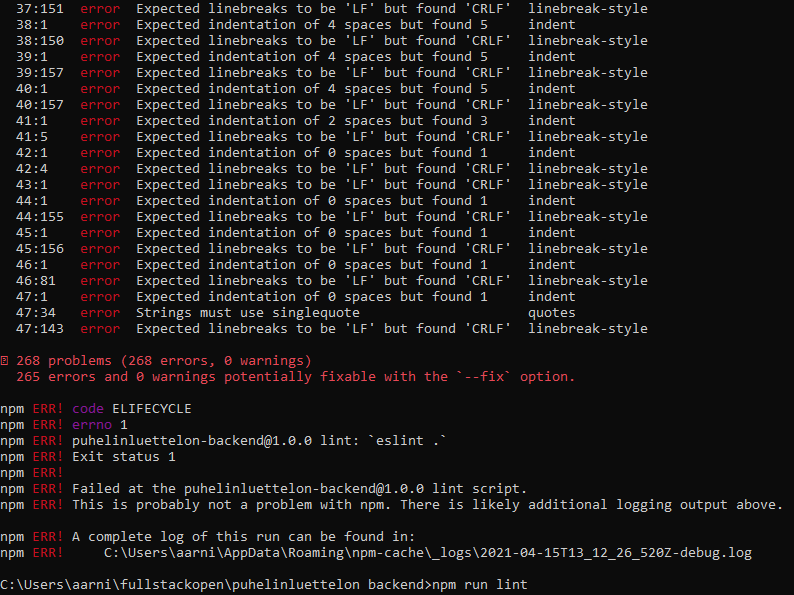 37:151  error  Expected linebreaks to be 'LF' but found 'CRLF'  linebreak-style
38:1    error  Expected indentation of 4 spaces but found 5     indent
38:150  error  Expected linebreaks to be 'LF' but found 'CRLF'  linebreak-style
39:1    error  Expected indentation of 4 spaces but found 5     indent
39:157  error  Expected linebreaks to be 'LF' but found 'CRLF'  linebreak-style
40:1    error  Expected indentation of 4 spaces but found 5     indent
40:157  error  Expected linebreaks to be 'LF' but found 'CRLF'  linebreak-style
41:1    error  Expected indentation of 2 spaces but found 3     indent
41:5    error  Expected linebreaks to be 'LF' but found 'CRLF'  linebreak-style
42:1    error  Expected indentation of 0 spaces but found 1     indent
42:4    error  Expected linebreaks to be 'LF' but found 'CRLF'  linebreak-style
43:1    error  Expected linebreaks to be 'LF' but found 'CRLF'  linebreak-style
44:1    error  Expected indentation of 0 spaces but found 1     indent
44:155  error  Expected linebreaks to be 'LF' but found 'CRLF'  linebreak-style
45:1    error  Expected indentation of 0 spaces but found 1     indent
45:156  error  Expected linebreaks to be 'LF' but found 'CRLF'  linebreak-style
46:1    error  Expected indentation of 0 spaces but found 1     indent
46:81   error  Expected linebreaks to be 'LF' but found 'CRLF'  linebreak-style
47:1    error  Expected indentation of 0 spaces but found 1     indent
47:34   error  Strings must use singlequote                     quotes
47:143  error  Expected linebreaks to be 'LF' but found 'CRLF'  linebreak-style
268 problems (268 errors, 0 warnings)
265 errors and 0 warnings potentially fixable with the `--fix` option.
npm ERR! code ELIFECYCLE
npm ERR! errno 1
npm ERR! puhelinluettelon-backend@1.0.0 lint: `eslint .`
npm ERR! Exit status 1
npm ERR!
npm ERR! Failed at the puhelinluettelon-backend@1.0.0 lint script.
npm ERR! This is probably not a problem with npm. There is likely additional logging output above.
npm ERR! A complete log of this run can be found in:
npm ERR!     C:\Users\aarni\AppData\Roaming\npm-cache\_logs\2021-04-15T13_12_26_520Z-debug.log
C:\Users\aarni\fullstackopen\puhelinluettelon backend>npm run lint